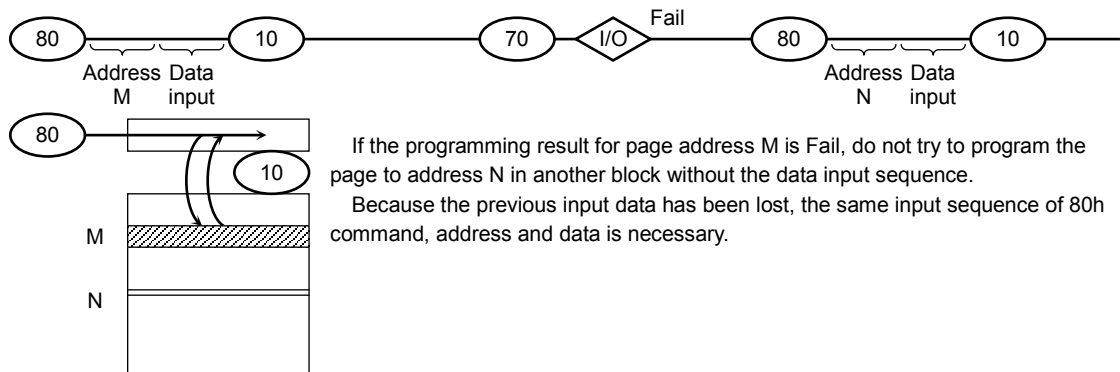 Fail
80 10 70 I/O 80 10
Address Data Address Data
M input N input
80
If the programming result for page address M is Fail, do not try to program the
page to address N in another block without the data input sequence.
10
Because the previous input data has been lost, the same input sequence of 80h
command, address and data is necessary.
M
N